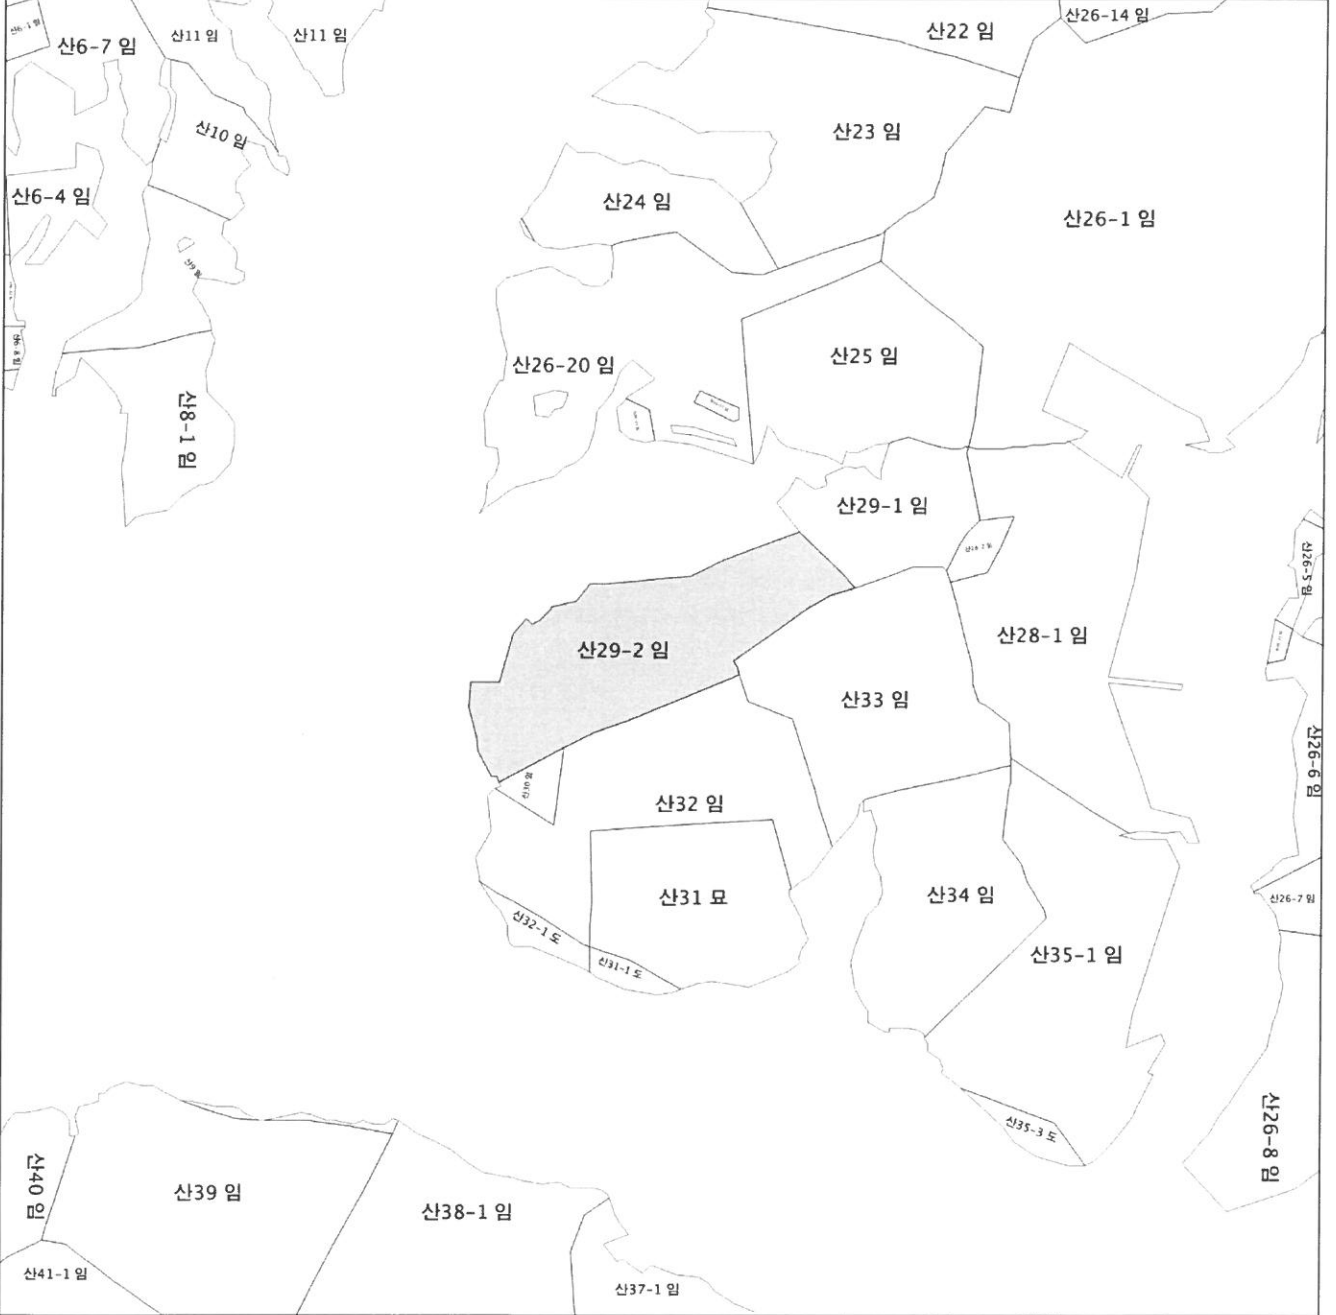 산22 임
산26-14 임
산6-7 임
산11 임
산11 임
산10 임
산23 임
산6-4 임
산24 임
산26-1 임
산25 임
산26-20 임
산8-1 임
산29-1 임
산26-5 임
산28-1 임
산29-2 임
산33 임
산26-6 임
산32 임
산31 묘
산34 임
산26-7 임
산32-1 도
산35-1 임
산31-1 도
산35-3 도
산26-8 임
산40 임
산39 임
산38-1 임
산41-1 임
산37-1 임